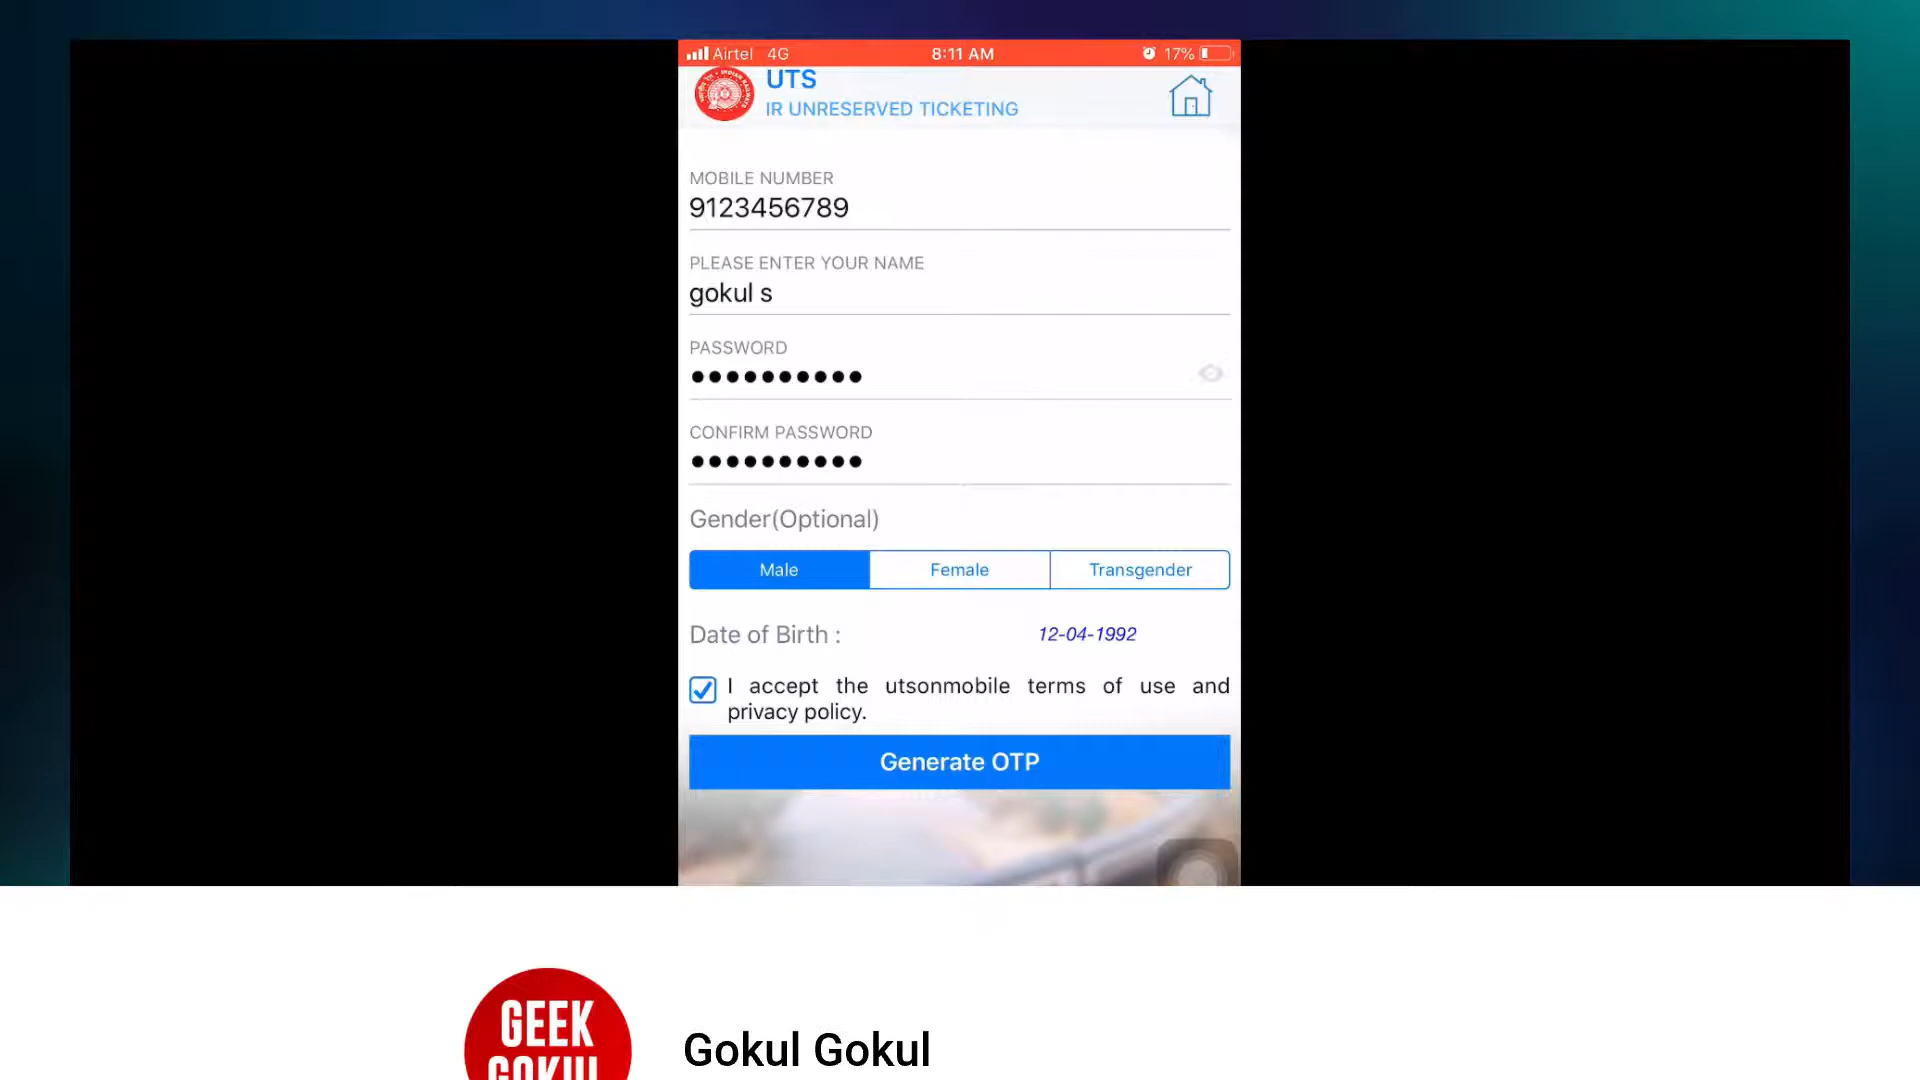 Airtel 4G 8:11 AM 17%
UTS
IR UNRESERVED TICKETING
MOBILE NUMBER
9123456789
PLEASE ENTER YOUR NAME
gokul s
PASSWORD
●●●●●●●●●●
CONFIRM PASSWORD
●●●●●●●●●●
Gender(Optional)
Male Female Transgender
Date of Birth : 12-04-1992
I accept the utsonmobile terms of use and
privacy policy.
Generate OTP
GEEK
GOKUL
Gokul Gokul